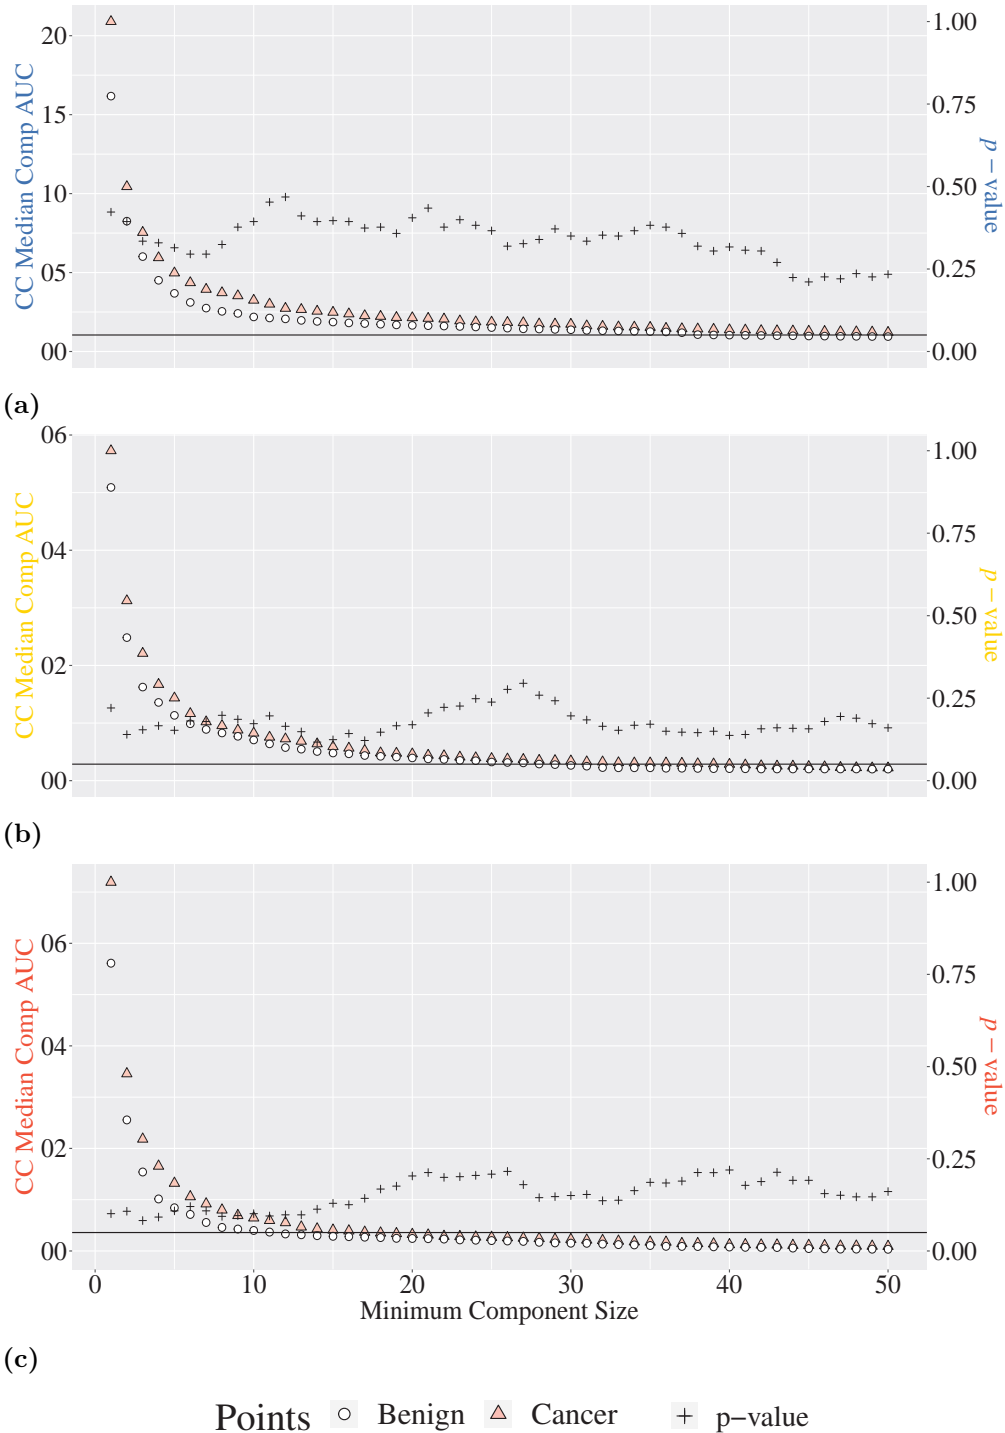 20
15
10
05
00
CC Median Comp AUC
1.00
0.75
0.50
0.25
0.00
p − value
(a)
06
04
02
00
CC Median Comp AUC
1.00
0.75
0.50
0.25
0.00
p − value
(b)
06
04
02
00
CC Median Comp AUC
1.00
0.75
0.50
0.25
0.00
p − value
0 10 20 30 40 50
Minimum Component Size
(c)
Points Benign Cancer p−value